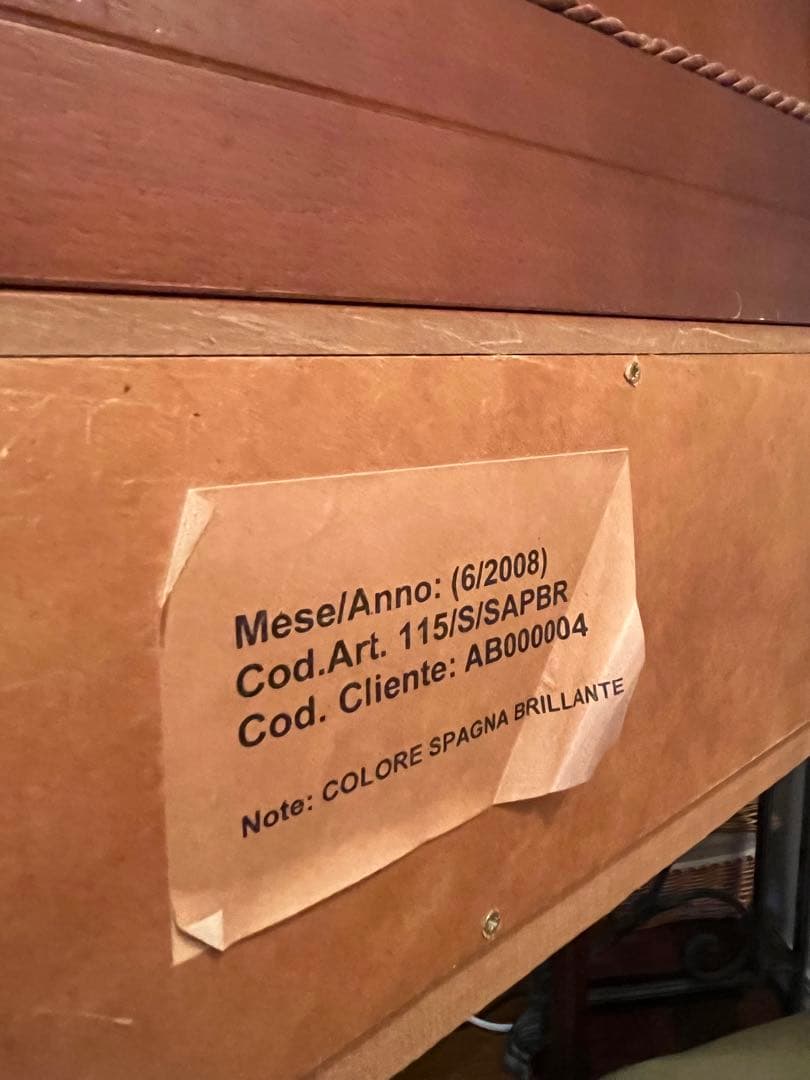 Mese/Anno: (6/2008)
Cod.Art. 115/S/SAPBR
Cod. Cliente: AB000004
Note: COLORE SPAGNA BRILLANTE